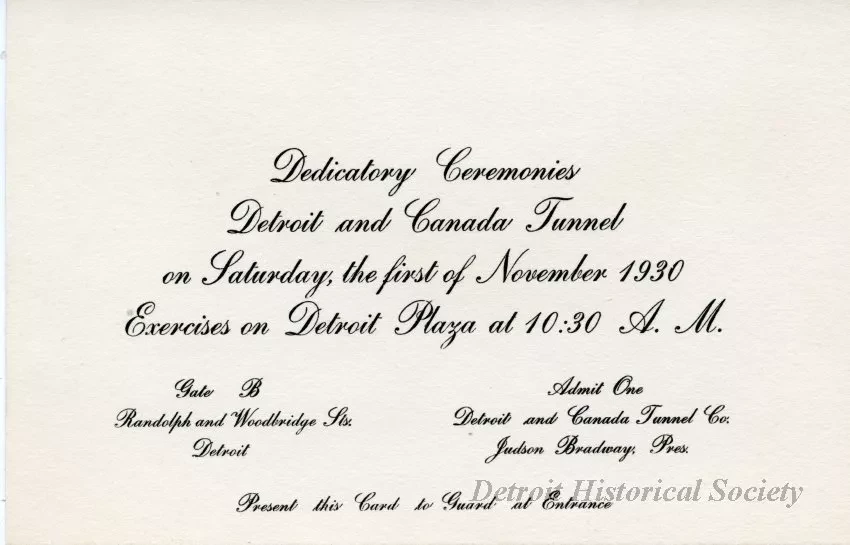 Dedicatory Ceremonies
Detroit and Canada Tunnel
on Saturday, the first of November 1930
Exercises on Detroit Plaza at 10:30 A. M.
Gate B
Randolph and Woodbridge Sts.
Detroit
Admit One
Detroit and Canada Tunnel Co.
Judson Bradway, Pres.
Present this Card to Guard at Entrance
Detroit Historical Society